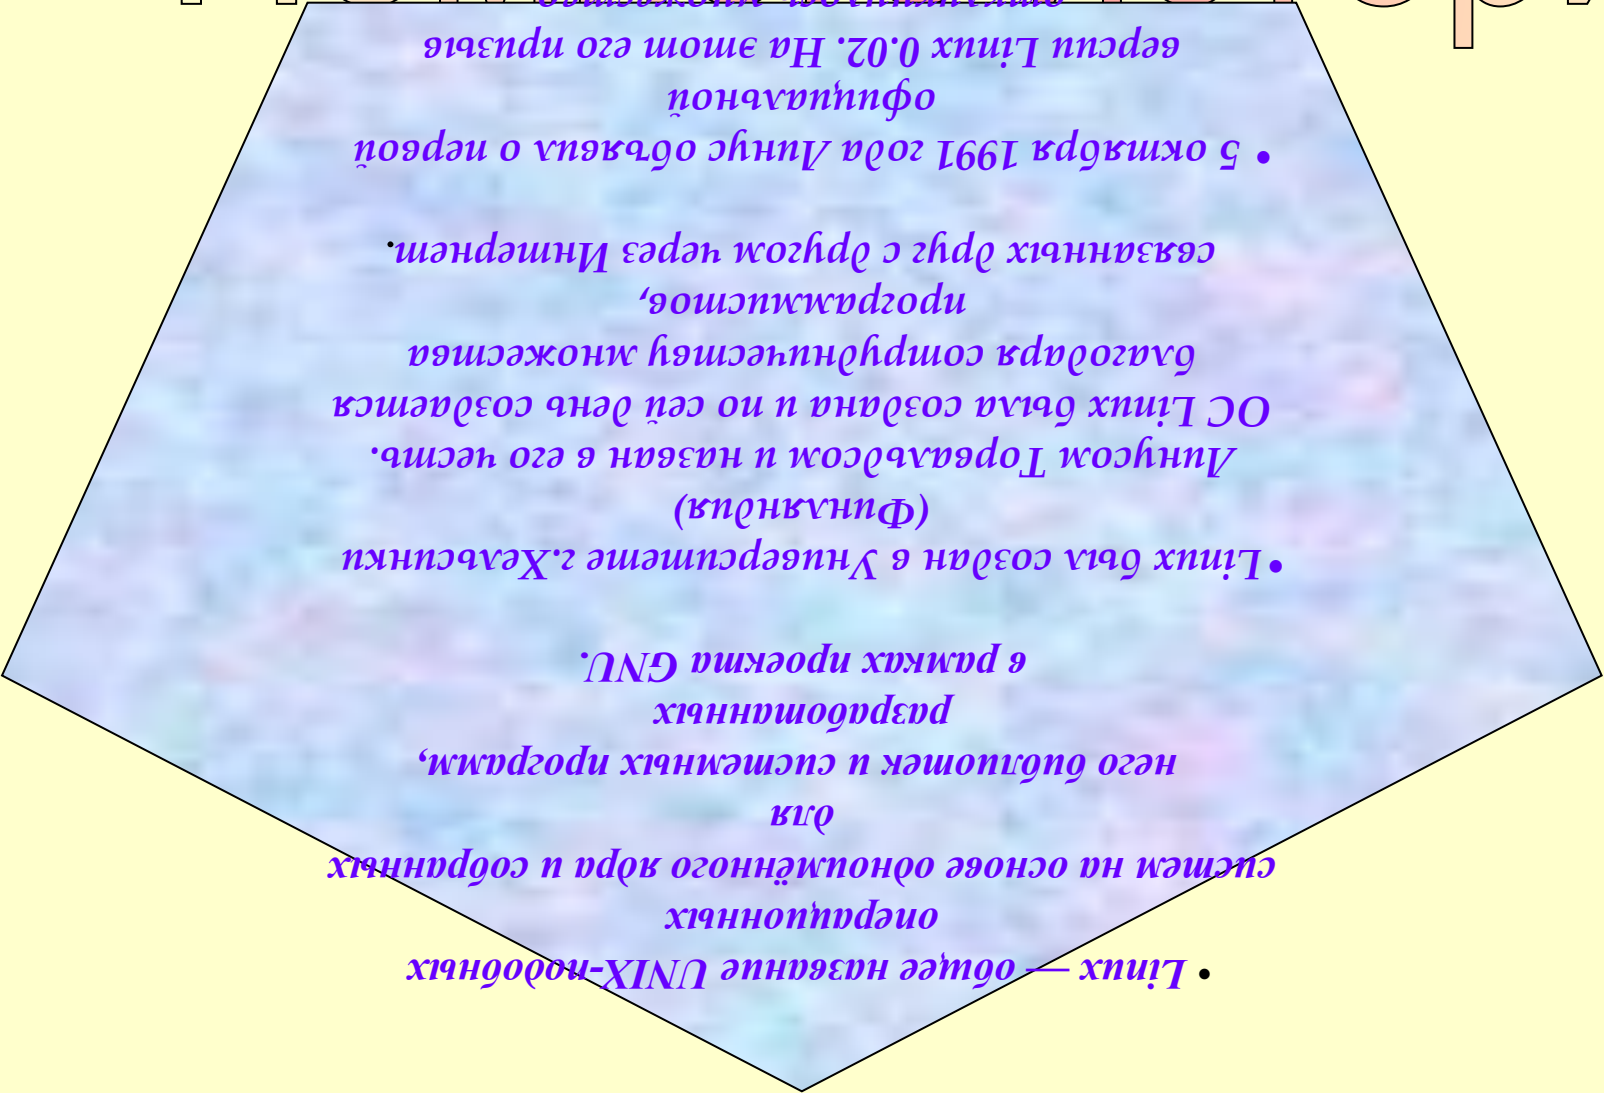 • Linux — общее название UNIX-подобных
операционных
систем на основе одноимённого ядра и собранных
для
него библиотек и системных программ,
разработанных
в рамках проекта GNU.
•Linux был создан в Университете г.Хельсинки
(Финляндия)
Линусом Торвальдсом и назван в его честь.
ОС Linux была создана и по сей день создается
благодаря сотрудничеству множества
программистов,
связанных друг с другом через Интернет.
• 5 октября 1991 года Линус объявил о первой
официальной
версии Linux 0.02. На этот его призыв
откликнулось множество